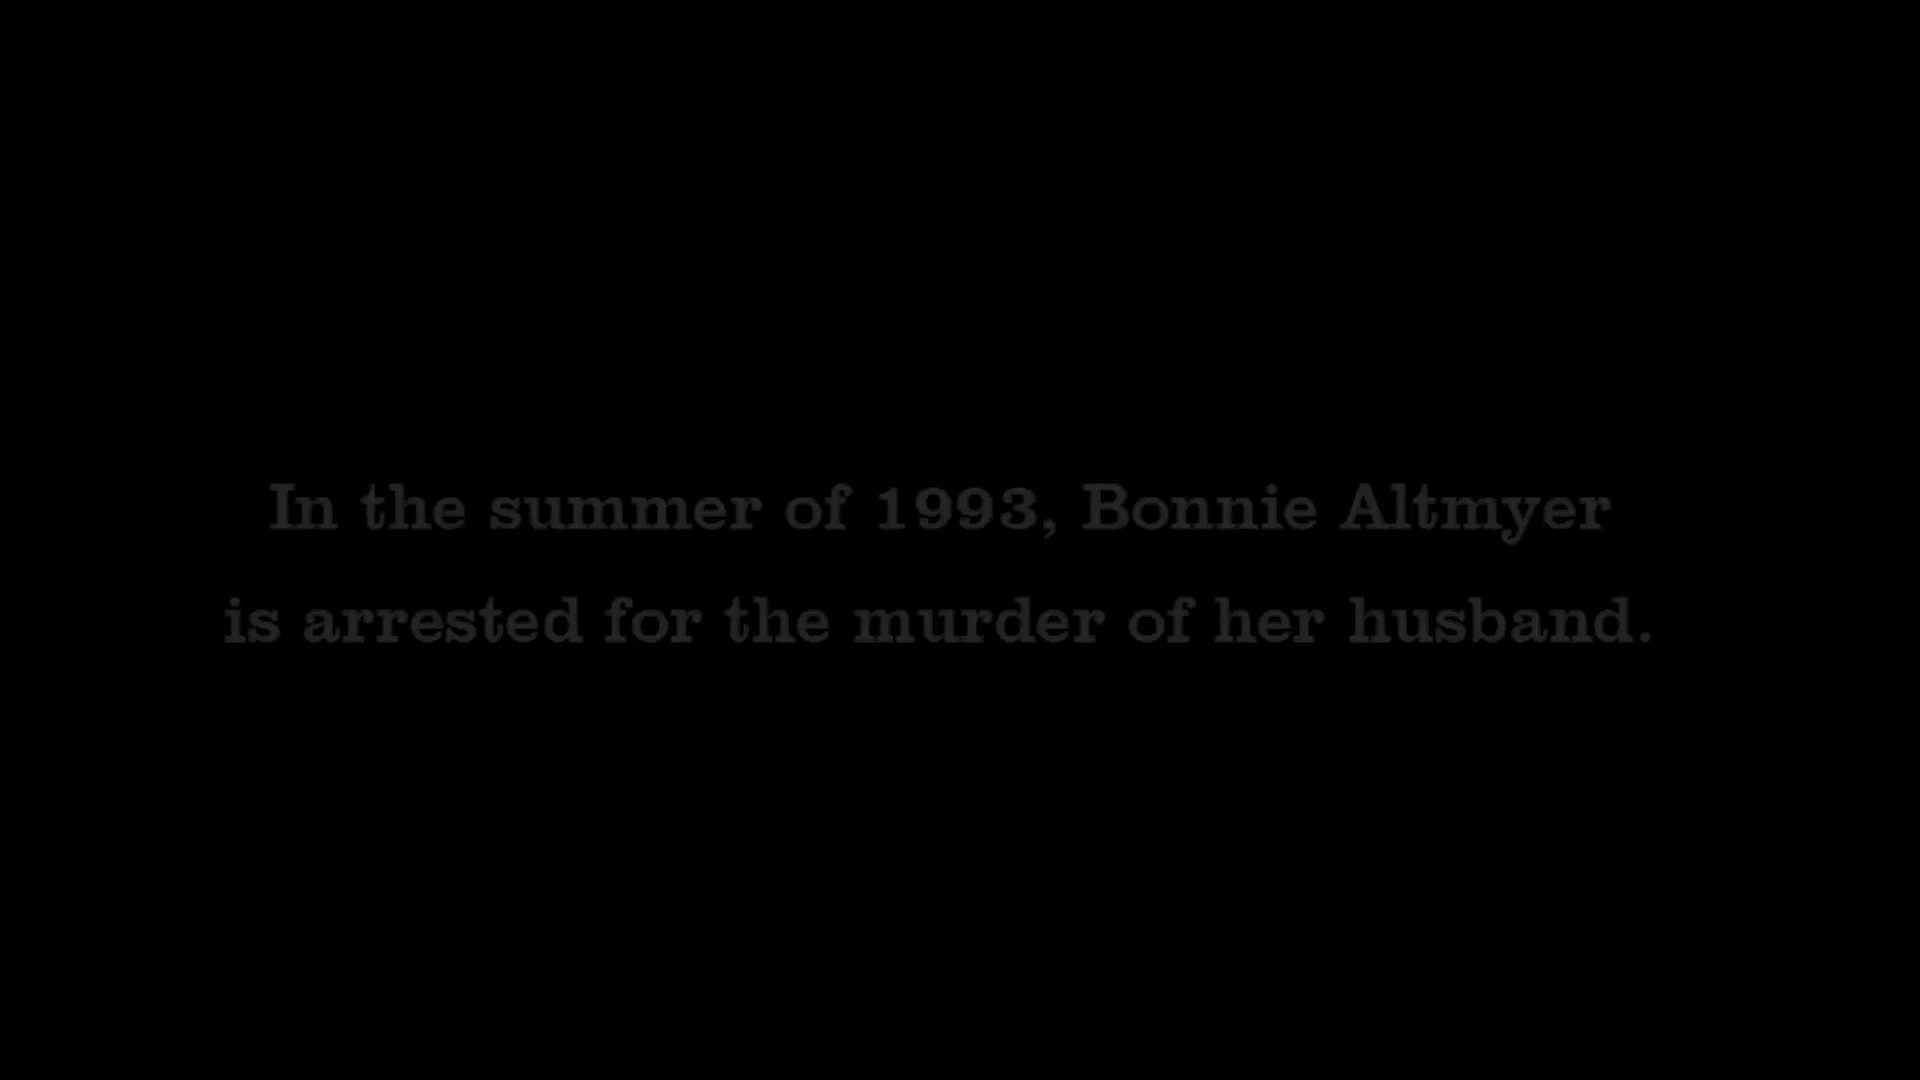 In the summer of 1993, Bonnie Altmyer
is arrested for the murder of her husband.